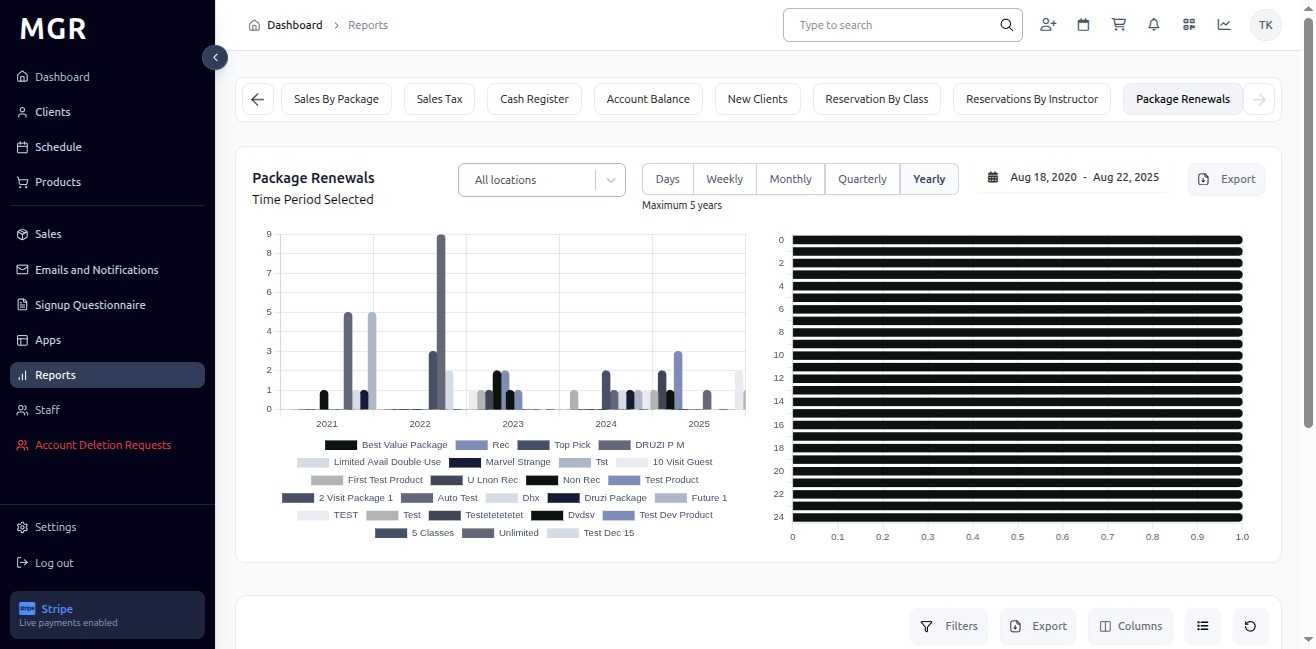 MGR
Dashboard
Clients
Schedule
Products
Sales
Emails and Notifications
Signup Questionnaire
Apps
Reports
Staff
Account Deletion Requests
Settings
Log out
stripe Stripe
Live payments enabled
Dashboard > Reports
Type to search
TK
Sales By Package Sales Tax Cash Register Account Balance New Clients Reservation By Class Reservations By Instructor Package Renewals
Package Renewals
Time Period Selected
All locations
Days Weekly Monthly Quarterly Yearly
Maximum 5 years
Aug 18, 2020 - Aug 22, 2025
Export
9
8
7
6
5
4
3
2
1
0
2021 2022 2023 2024 2025
Best Value Package Rec Top Pick DRUZI P M
Limited Avail Double Use Marvel Strange Tst 10 Visit Guest
First Test Product U Lnon Rec Non Rec Test Product
2 Visit Package 1 Auto Test Dhx Druzi Package Future 1
TEST Test Testetetetetet Dvdsv Test Dev Product
5 Classes Unlimited Test Dec 15
0
2
4
6
8
10
12
14
16
18
20
22
24
0 0.1 0.2 0.3 0.4 0.5 0.6 0.7 0.8 0.9 1.0
Filters Export Columns